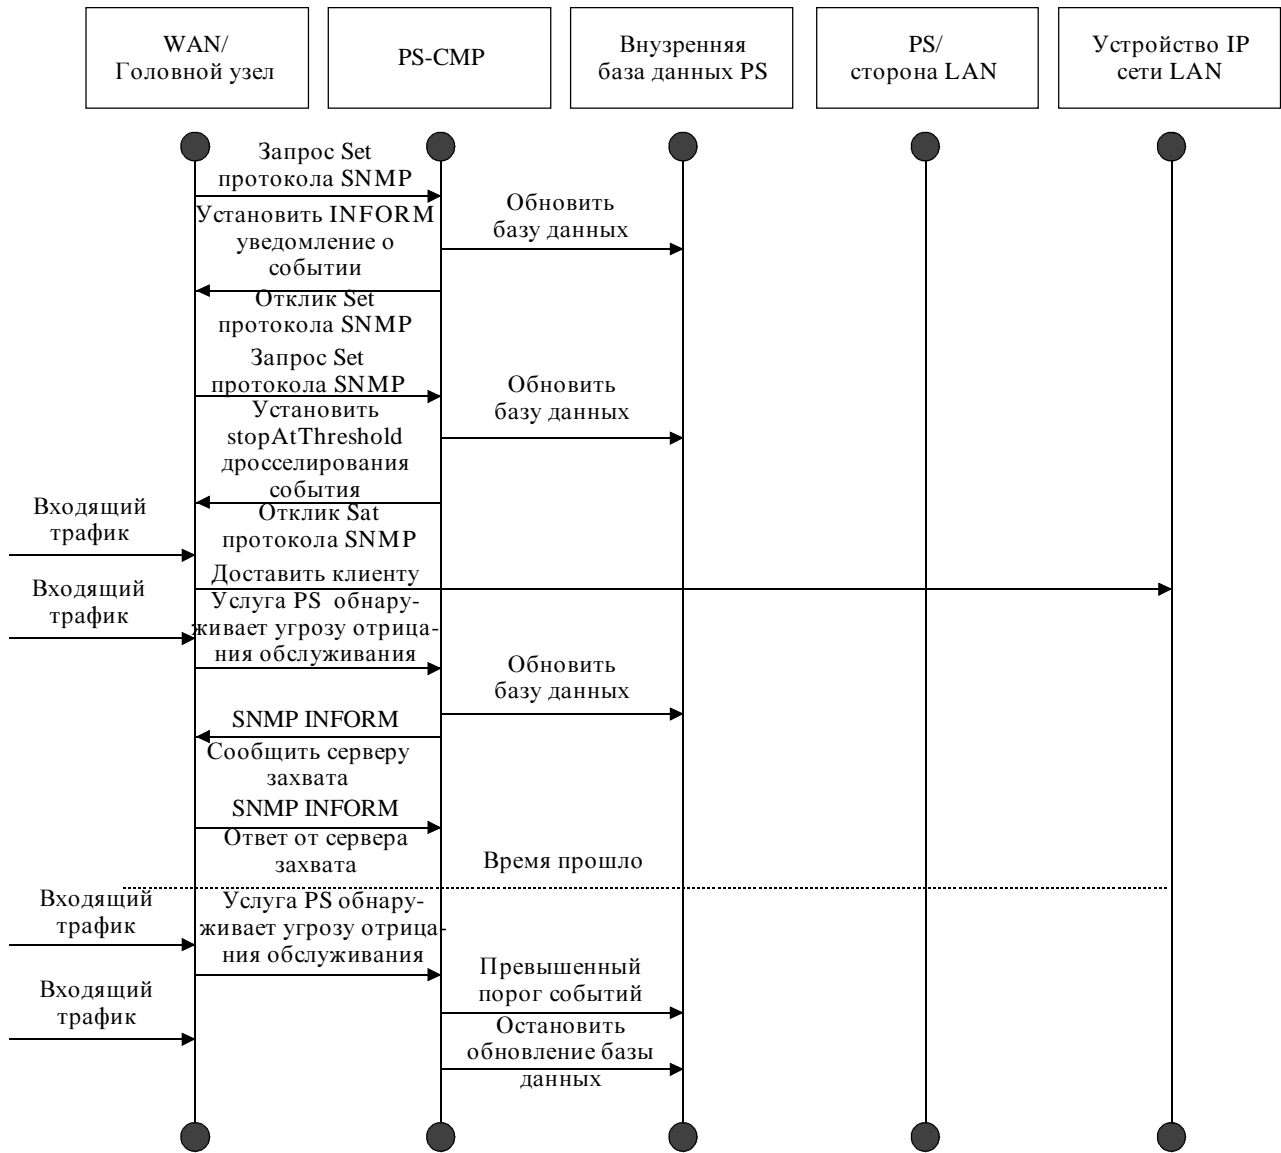 WAN/
Головной узел
PS-CMP
Внузренняя
база данных PS
PS/
сторона LAN
Устройство IP
сети LAN
Запрос Set
протокола SNMP
Установить INFORM
уведомление о
событии
Обновить
базу данных
Отклик Set
протокола SNMP
Запрос Set
протокола SNMP
Обновить
базу данных
Установить
stopAtThreshold
дросселирования
события
Входящий
трафик
Отклик Sat
протокола SNMP
Доставить клиенту
Входящий
трафик
Услуга PS обнару-
живает угрозу отрица-
ния обслуживания
Обновить
базу данных
SNMP INFORM
Сообщить серверу
захвата
SNMP INFORM
Ответ от сервера
захвата
Время прошло
Входящий
трафик
Услуга PS обнару-
живает угрозу отрица-
ния обслуживания
Превышенный
порог событий
Входящий
трафик
Остановить
обновление базы
данных